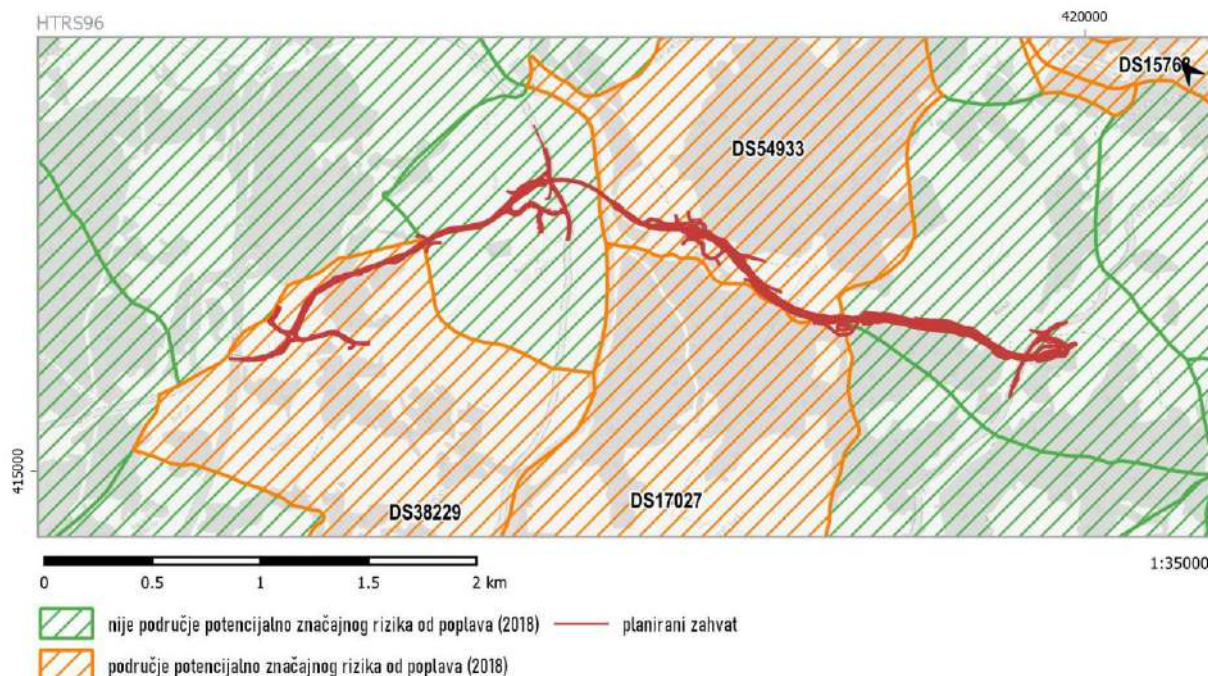 HTRS96
420000
DS15763
DS54933
415000
DS38229
DS17027
0 0.5 1 1.5 2 km
1:35000
nije područje potencijalno značajnog rizika od poplava (2018)
planirani zahvat
područje potencijalno značajnog rizika od poplava (2018)